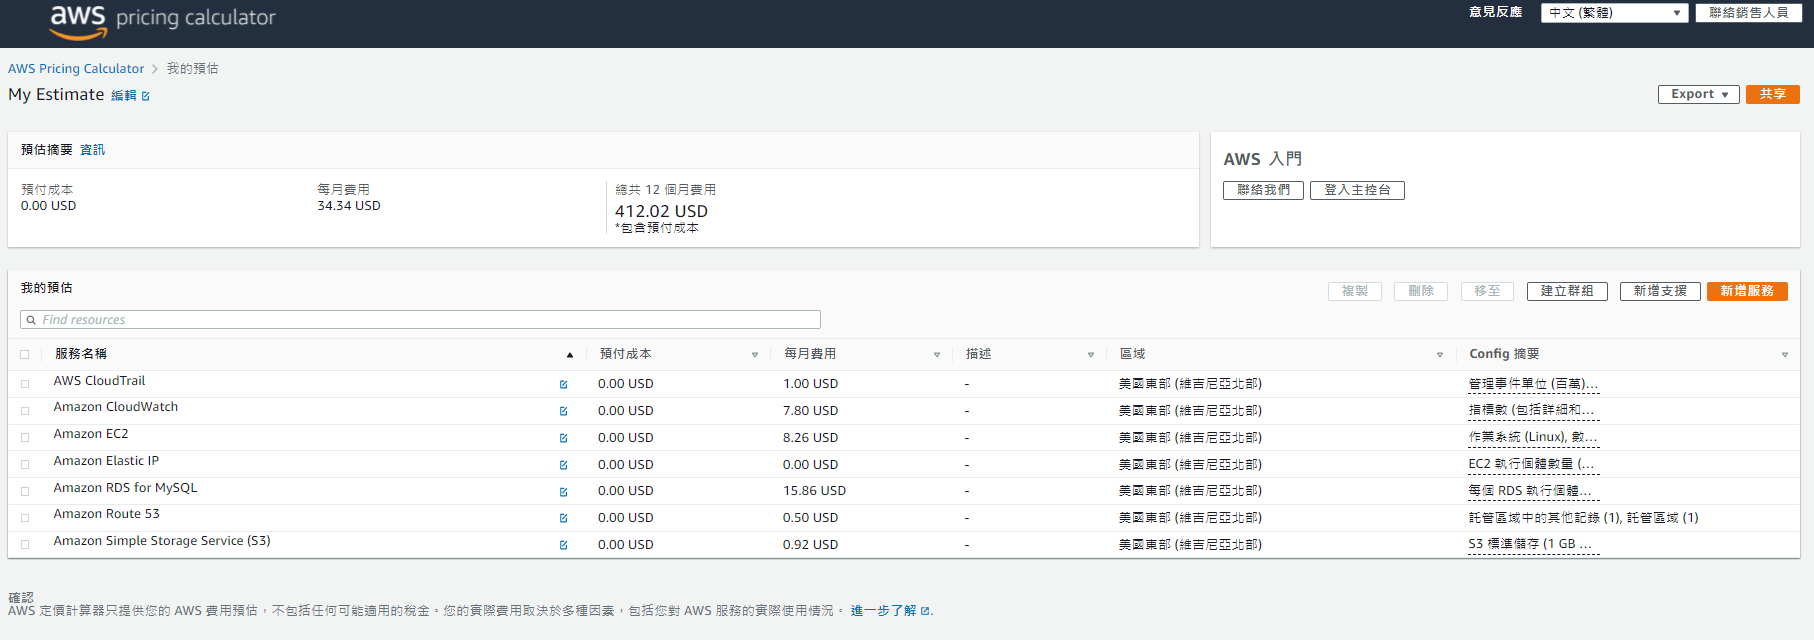 aws pricing calculator
意見反應
中文 (繁體)
聯絡銷售人員
AWS Pricing Calculator > 我的預估
My Estimate 編輯
Export
共享
預估摘要 資訊
預付成本
0.00 USD
每月費用
34.34 USD
總共 12 個月費用
412.02 USD
*包含預付成本
AWS 入門
聯絡我們
登入主控台
我的預估
複製
刪除
移至
建立群組
新增支援
新增服務
Find resources
服務名稱 預付成本 每月費用 描述 區域 Config 摘要
AWS CloudTrail 0.00 USD 1.00 USD - 美國東部 (維吉尼亞北部) 管理事件單位 (百萬)...
Amazon CloudWatch 0.00 USD 7.80 USD - 美國東部 (維吉尼亞北部) 指標數 (包括詳細和...
Amazon EC2 0.00 USD 8.26 USD - 美國東部 (維吉尼亞北部) 作業系統 (Linux), 數...
Amazon Elastic IP 0.00 USD 0.00 USD - 美國東部 (維吉尼亞北部) EC2 執行個體數量 (...
Amazon RDS for MySQL 0.00 USD 15.86 USD - 美國東部 (維吉尼亞北部) 每個 RDS 執行個體...
Amazon Route 53 0.00 USD 0.50 USD - 美國東部 (維吉尼亞北部) 託管區域中的其他記錄 (1), 託管區域 (1)
Amazon Simple Storage Service (S3) 0.00 USD 0.92 USD - 美國東部 (維吉尼亞北部) S3 標準儲存 (1 GB ...
確認
AWS 定價計算器只提供您的 AWS 費用預估，不包括任何可能適用的稅金。您的實際費用取決於多種因素，包括您對 AWS 服務的實際使用情況。 進一步了解.